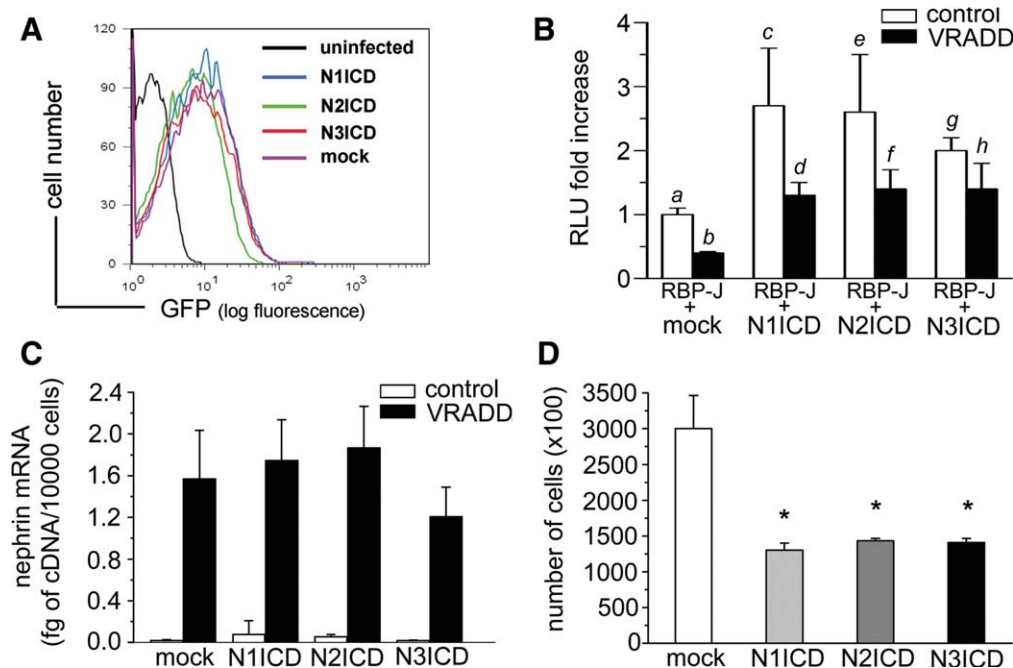 A
120
90
60
30
0
cell number
uninfected
N1ICD
N2ICD
N3ICD
mock
10⁰ 10¹ 10² 10³
GFP (log fluorescence)
B
control
VRADD
4
3
2
1
0
RLU fold increase
a b c d e f g h
RBP-J RBP-J RBP-J RBP-J
+ + + +
mock N1ICD N2ICD N3ICD
C
control
VRADD
2.4
2.0
1.6
1.2
0.8
0.4
0.0
nephrin mRNA
(fg of cDNA/10000 cells)
mock N1ICD N2ICD N3ICD
D
3500
3000
2500
2000
1500
1000
500
0
number of cells (x100)
* * *
mock N1ICD N2ICD N3ICD